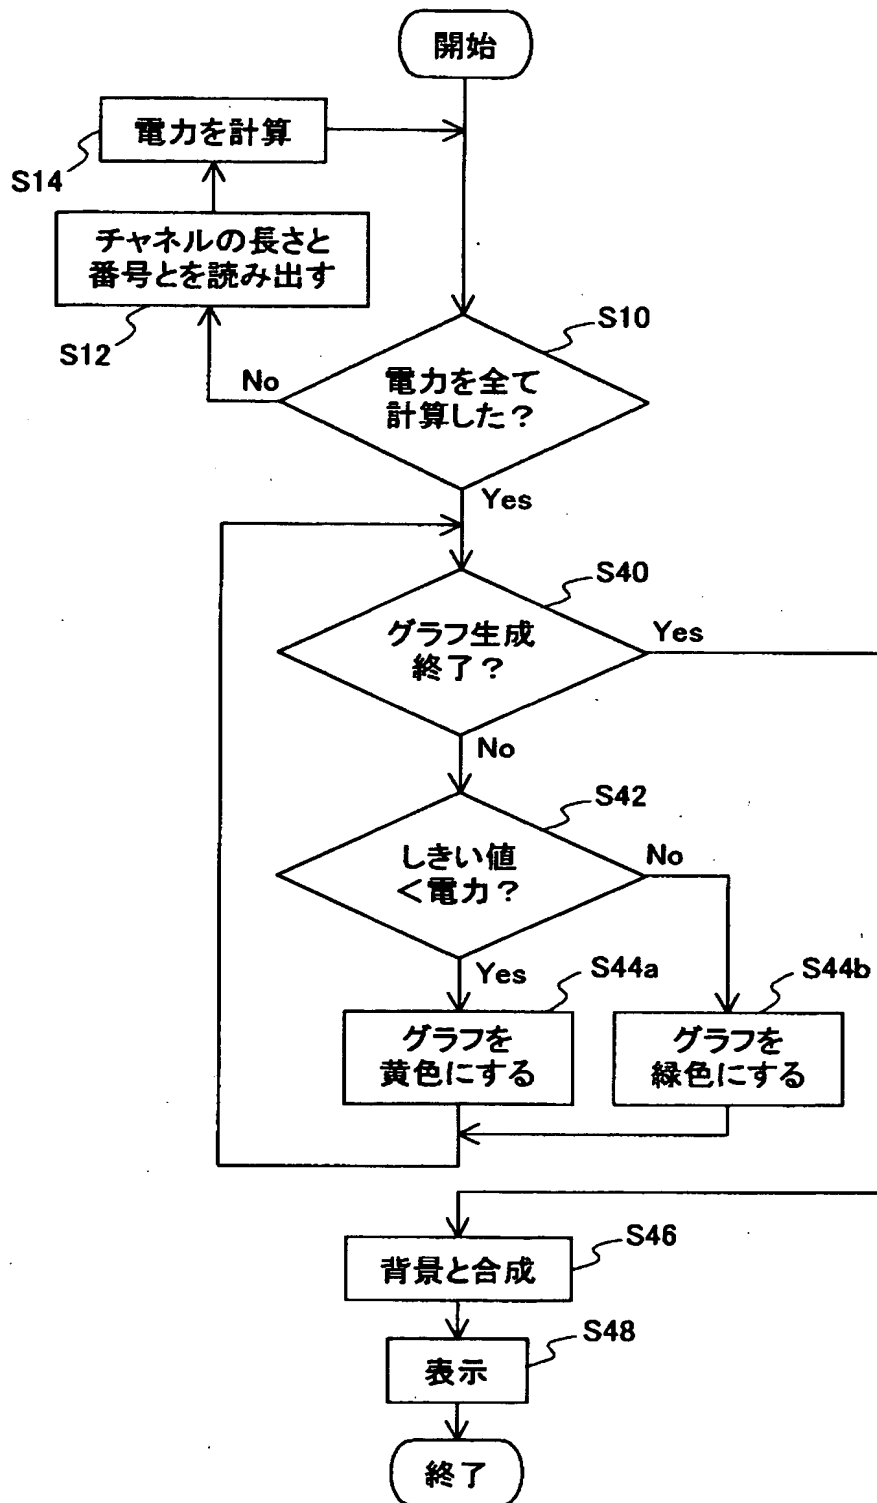 開始
電力を計算
S14
チャネルの長さと
番号とを読み出す
S12
S10
No
電力を全て
計算した？
Yes
S40
グラフ生成
終了？
Yes
No
S42
しきい値
＜電力？
No
Yes
S44a
S44b
グラフを
黄色にする
グラフを
緑色にする
S46
背景と合成
S48
表示
終了